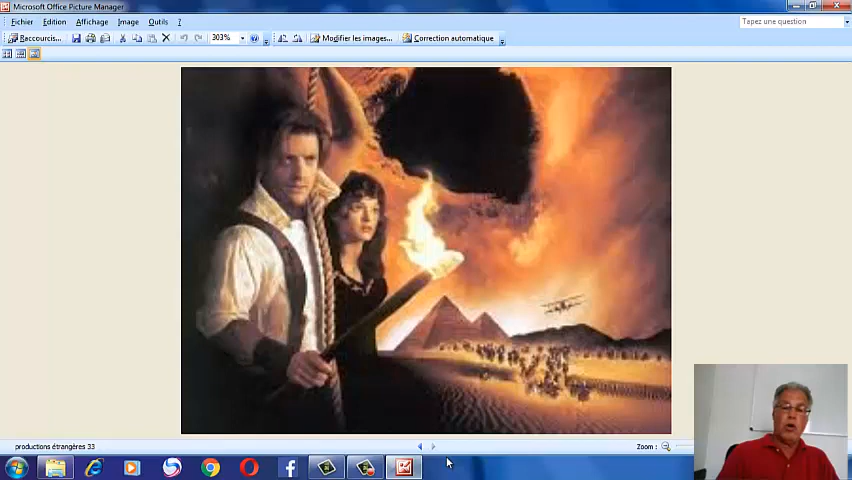 Microsoft Office Picture Manager
Fichier Edition Affichage Image Outils ?
Tapez une question
Raccourcis... 303% Modifier les images... Correction automatique
productions étrangères 33
Zoom :